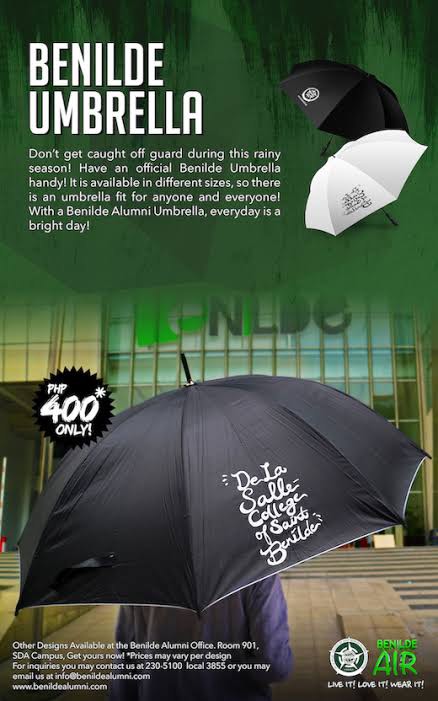 BENILDE
UMBRELLA
Don't get caught off guard during this rainy
season! Have an official Benilde Umbrella
handy! It is available in different sizes, so there
is an umbrella fit for anyone and everyone!
With a Benilde Alumni Umbrella, everyday is a
bright day!
BENILDE
PHP
400*
ONLY!
De La
Salle-
College
of Saint
Benilde
Other Designs Available at the Benilde Alumni Office. Room 901,
SDA Campus, Get yours now! *Prices may vary per design
For inquiries you may contact us at 230-5100 local 3855 or you may
email us at info@benildealumni.com
www.benildealumni.com
BENILDE
AIR
LIVE IT! LOVE IT! WEAR IT!